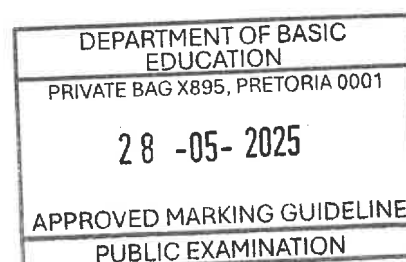 DEPARTMENT OF BASIC
EDUCATION
PRIVATE BAG X895, PRETORIA 0001
28 -05- 2025
APPROVED MARKING GUIDELINE
PUBLIC EXAMINATION